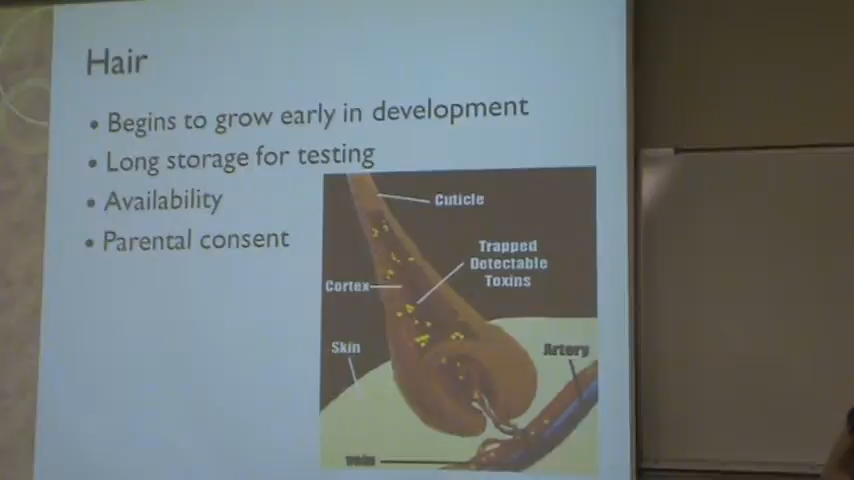 Hair
• Begins to grow early in development
• Long storage for testing
• Availability
• Parental consent
Cuticle
Trapped
Detectable
Toxins
Cortex
Skin
Artery
vein